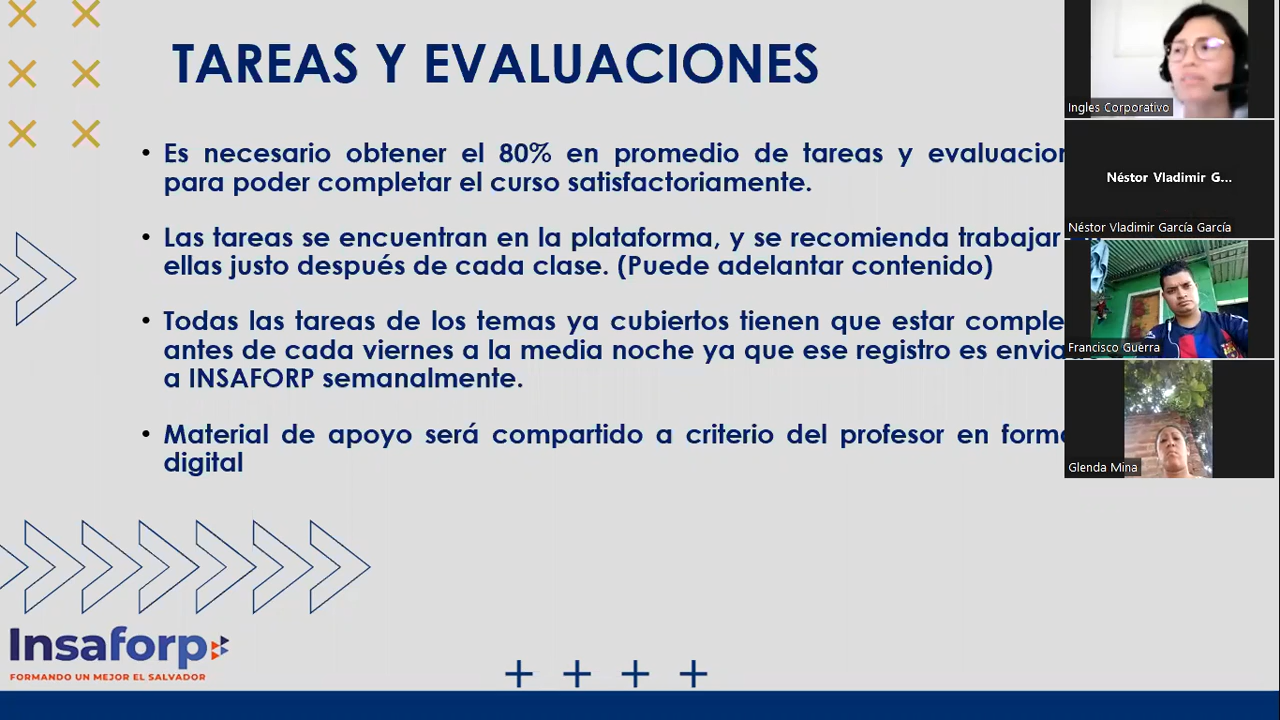 TAREAS Y EVALUACIONES
• Es necesario obtener el 80% en promedio de tareas y evaluacion
para poder completar el curso satisfactoriamente.
• Las tareas se encuentran en la plataforma, y se recomienda trabajar
ellas justo después de cada clase. (Puede adelantar contenido)
• Todas las tareas de los temas ya cubiertos tienen que estar comple
antes de cada viernes a la media noche ya que ese registro es envia
a INSAFORP semanalmente.
• Material de apoyo será compartido a criterio del profesor en forma
digital
Insaforp
FORMANDO UN MEJOR EL SALVADOR
Ingles Corporativo
Néstor Vladimir G...
Néstor Vladimir García García
Francisco Guerra
Glenda Mina